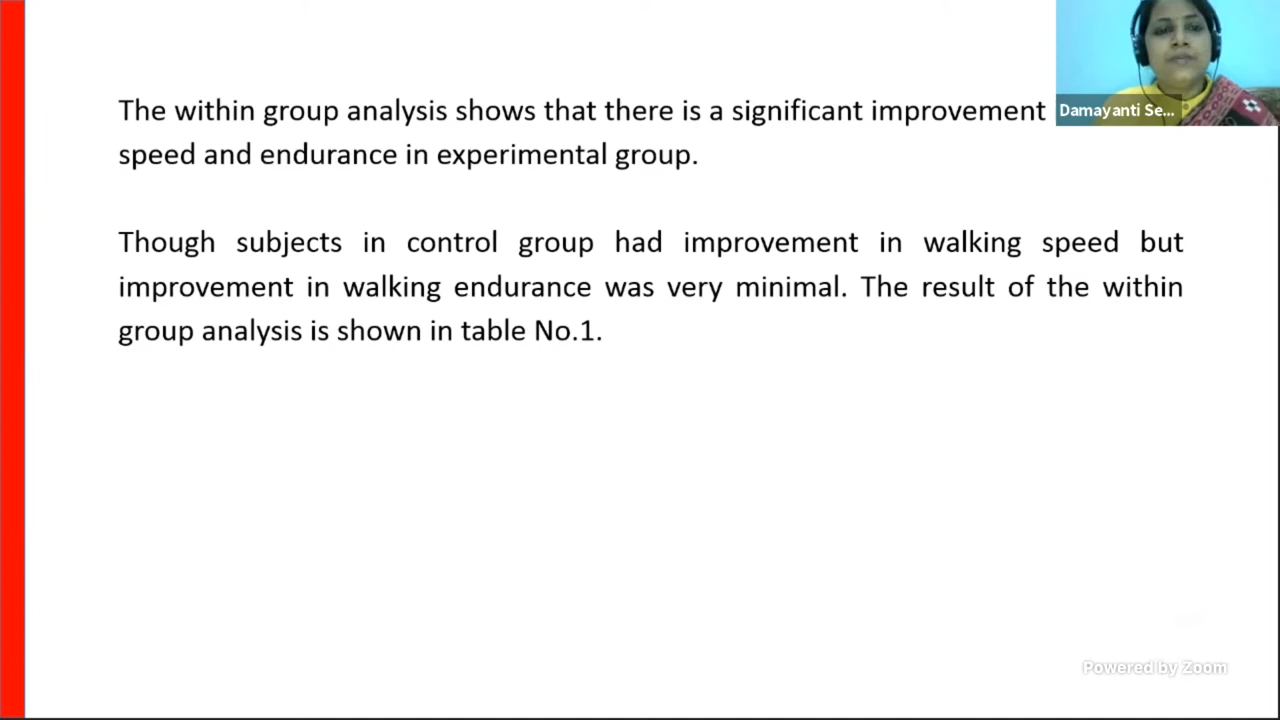 The within group analysis shows that there is a significant improvement
speed and endurance in experimental group.
Though subjects in control group had improvement in walking speed but
improvement in walking endurance was very minimal. The result of the within
group analysis is shown in table No.1.
Damayanti Se...
Powered by Zoom